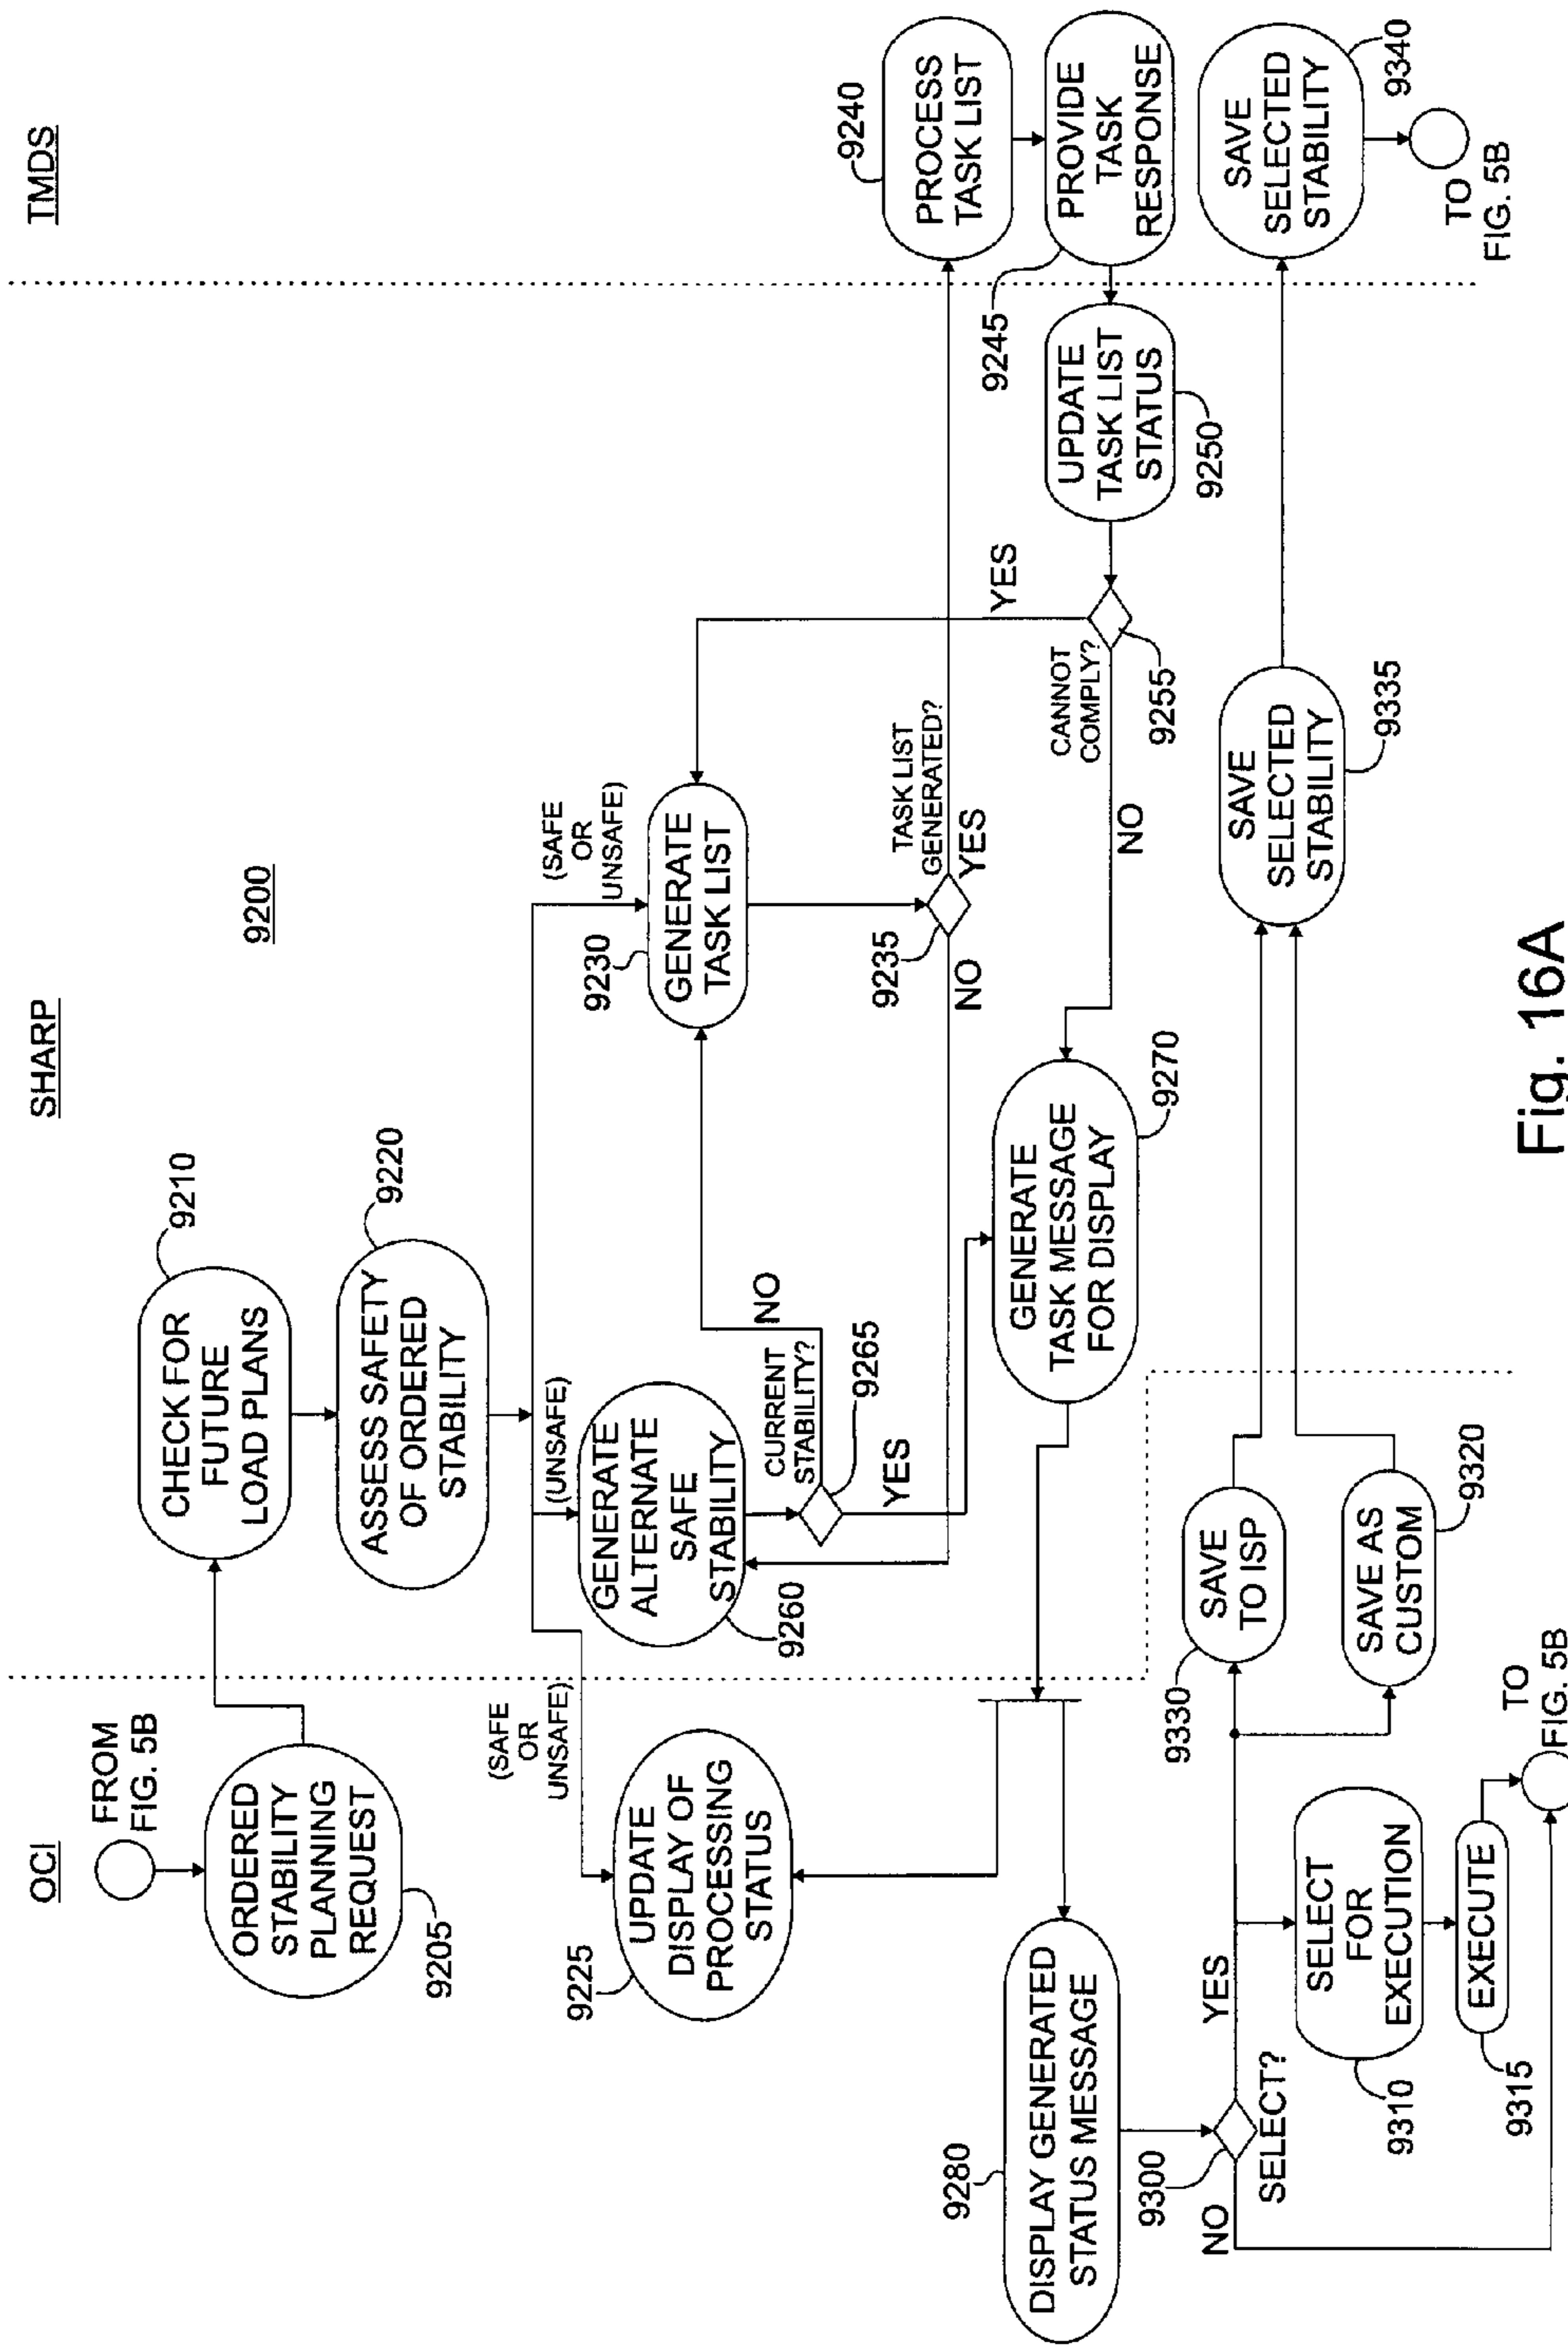 OCI
SHARP
TMDS
9200
FROM
FIG. 5B
ORDERED
STABILITY
PLANNING
REQUEST
9205
CHECK FOR
FUTURE
LOAD PLANS
9210
ASSESS SAFETY
OF ORDERED
STABILITY
9220
(SAFE
OR
UNSAFE)
UPDATE
DISPLAY OF
PROCESSING
STATUS
9225
(UNSAFE)
GENERATE
ALTERNATE
SAFE
STABILITY
9260
CURRENT
STABILITY?
9265
NO
YES
(SAFE
OR
UNSAFE)
GENERATE
TASK LIST
9230
TASK LIST
GENERATED?
9235
NO
YES
PROCESS
TASK LIST
9240
PROVIDE
TASK
RESPONSE
9245
UPDATE
TASK LIST
STATUS
9250
CANNOT
COMPLY?
9255
YES
NO
GENERATE
TASK MESSAGE
FOR DISPLAY
9270
DISPLAY GENERATED
STATUS MESSAGE
9280
9300
SELECT?
NO
YES
SELECT
FOR
EXECUTION
9310
EXECUTE
9315
TO
FIG. 5B
SAVE
TO ISP
9330
SAVE AS
CUSTOM
9320
SAVE
SELECTED
STABILITY
9335
SAVE
SELECTED
STABILITY
9340
TO
FIG. 5B
Fig. 16A